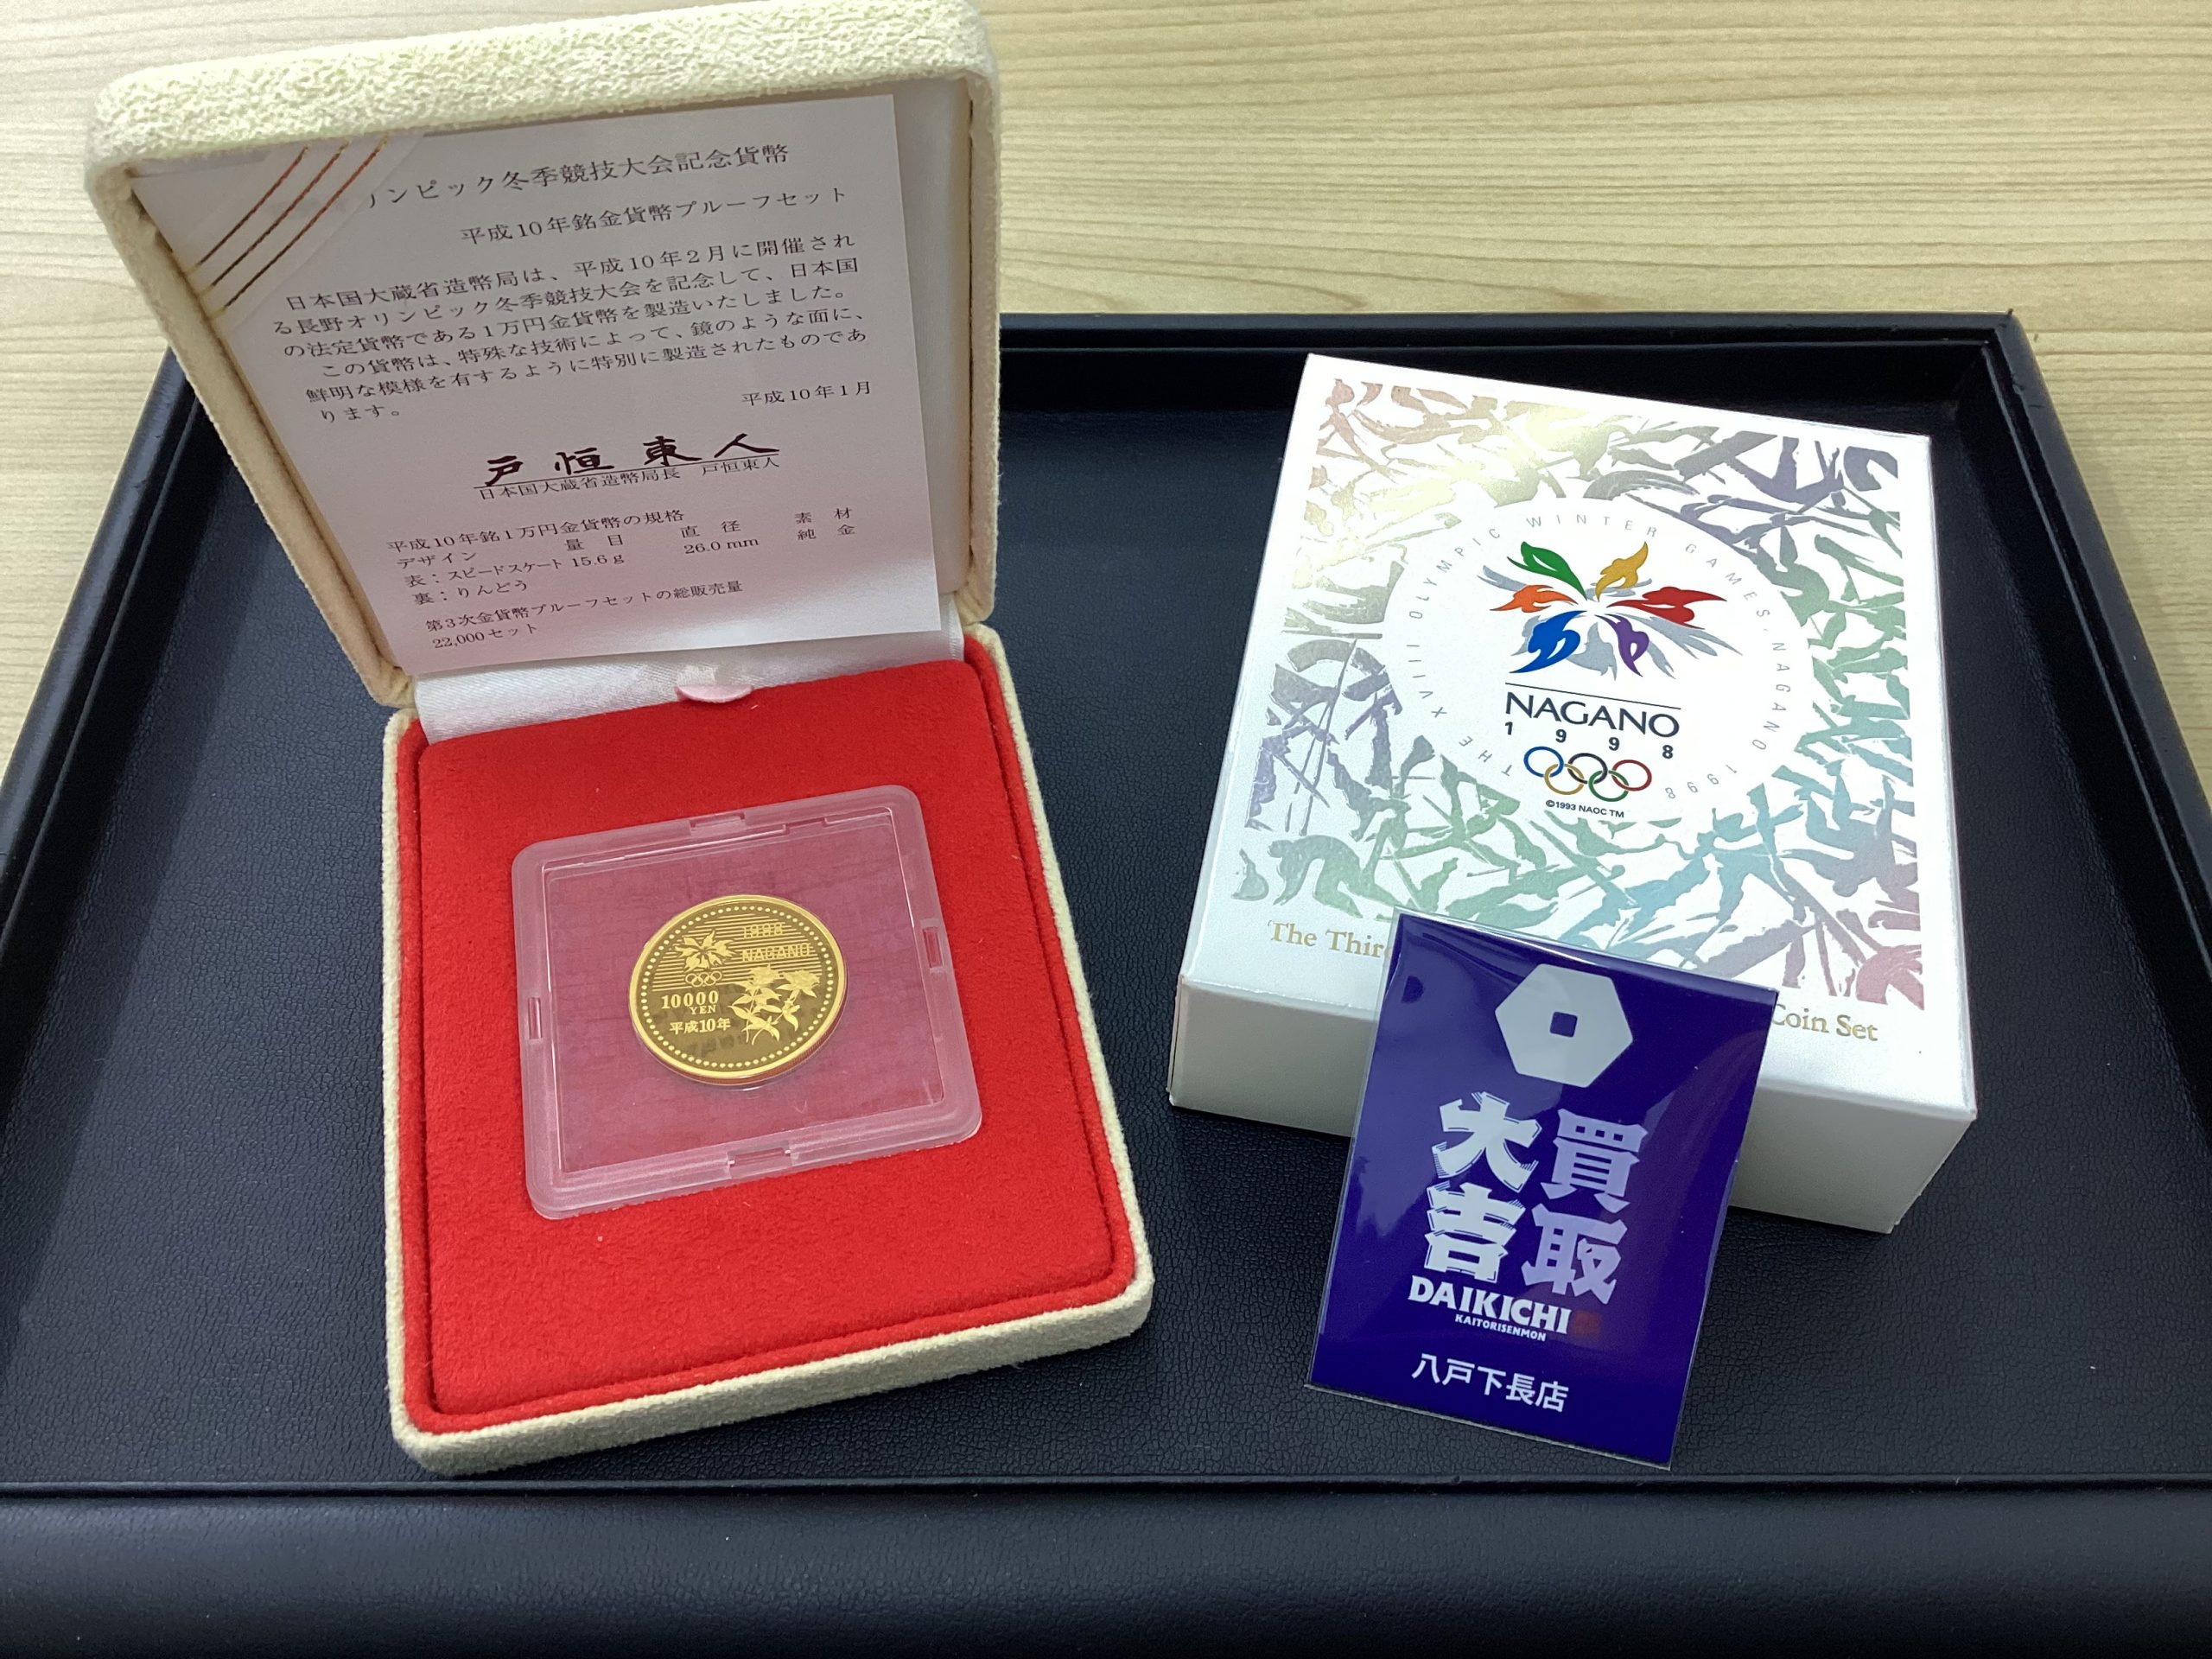 リンピック冬季競技大会記念貨幣
平成10年銘金貨幣プルーフセット
日本国大蔵省造幣局は、平成10年2月に開催され
る長野オリンピック冬季競技大会を記念して、日本国
の法定貨幣である1万円金貨幣を製造いたしました。
この貨幣は、特殊な技術によって、鏡のような面に、
鮮明な模様を有するように特別に製造されたものであ
ります。
平成10年1月
戸恒東人
日本国大蔵省造幣局長 戸恒東人
平成10年銘1万円金貨幣の規格
デザイン 量目 直径 素材
表：スピードスケート 15.6g 26.0mm 純金
裏：りんどう
第3次金貨幣プルーフセットの総販売量
22,000セット
1998
NAGANO
10000
YEN
平成10年
THE XVIII OLYMPIC WINTER GAMES·NAGANO 1998
NAGANO
1998
©1993 NAOC TM
The Thir
Coin Set
買取
大吉
DAIKICHI
KAITORISENMON
八戸下長店